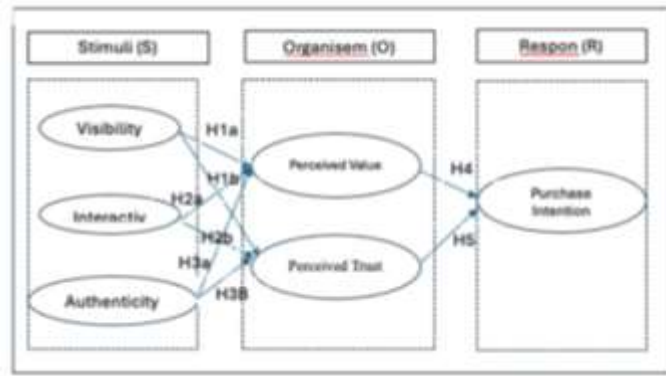 Stimuli (S)
Organisem (O)
Respon (R)
Visibility
H1a
Perceived Value
H4
H1b
H2a
Purchase
Intention
Interactiv
H2b
H5
H3a
Perceived Trust
H3B
Authenticity